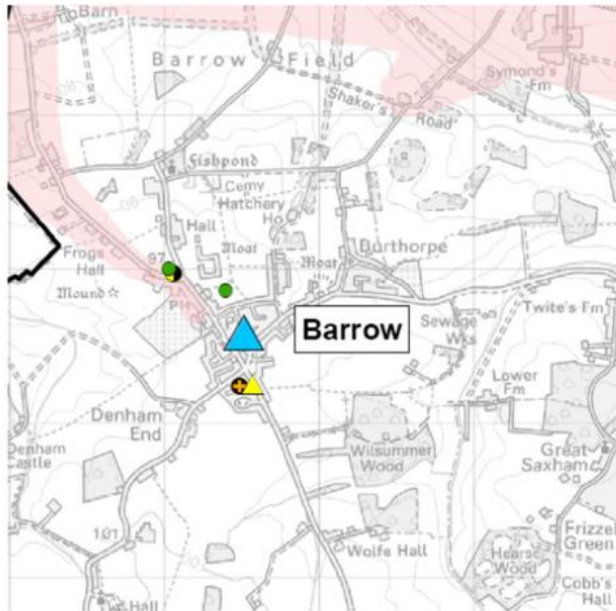 Barn
Barrow Field
Symond's
Fm
Shaker's
Road
Fishpond
Cemy
Hatchery
Ho
Hall
Moat
Moat
Burthorpe
Frogs
Hall
97
Mound
PH
Barrow
Twite's Fm
Sewage
Wks
Lower
Fm
Denham
End
Denham
Castle
Wilsummer
Wood
Great
Saxham
101
Wolfe Hall
Hearse
Wood
Frizzel
Green
Cobb's
Hall
Hall